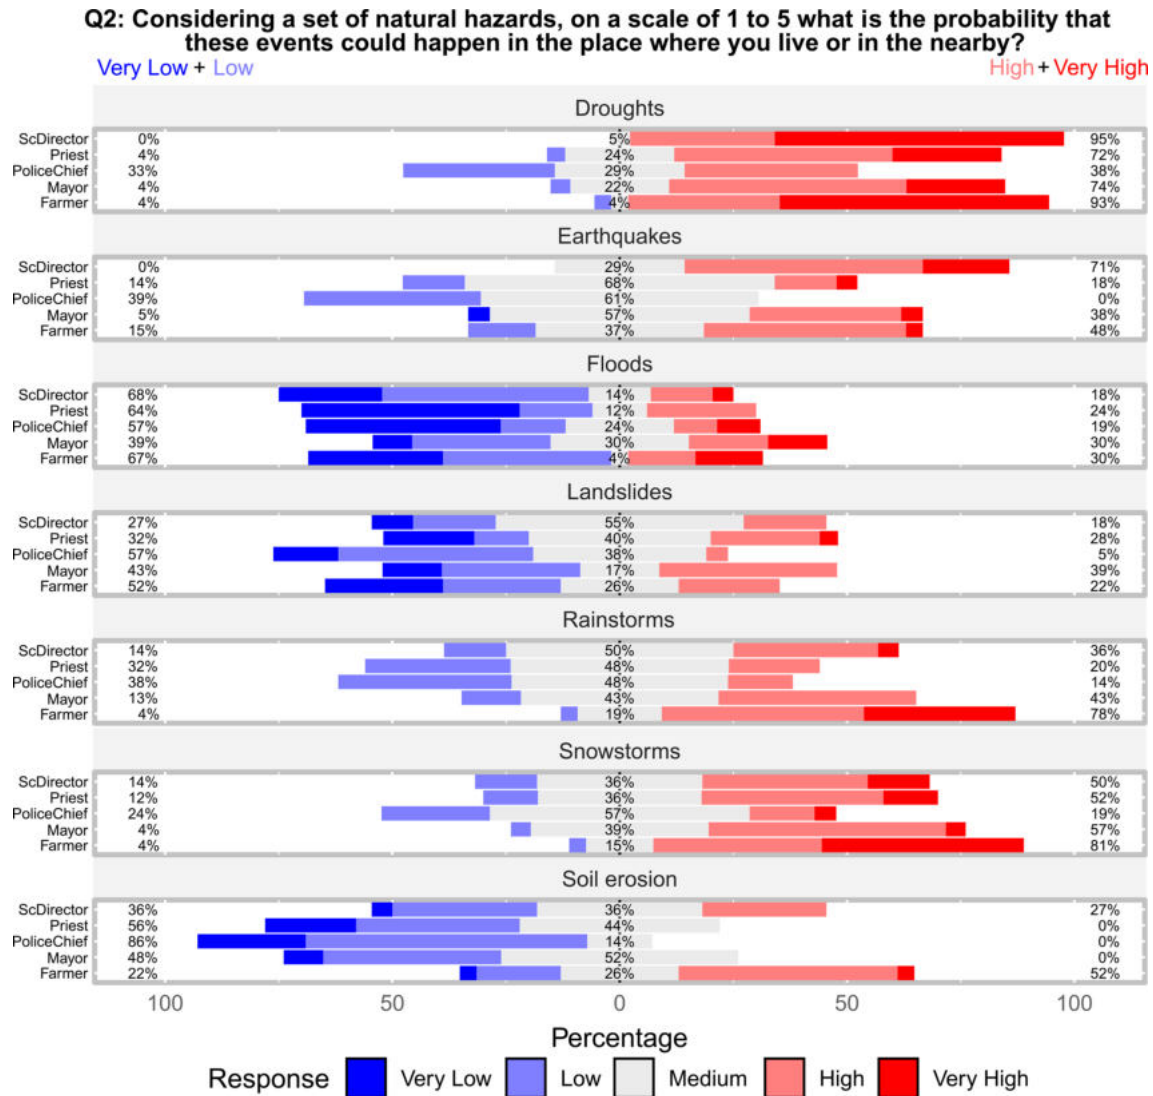 Q2: Considering a set of natural hazards, on a scale of 1 to 5 what is the probability that
these events could happen in the place where you live or in the nearby?
Very Low + Low High + Very High
Droughts
ScDirector 0% 5% 95%
Priest 4% 24% 72%
PoliceChief 33% 29% 38%
Mayor 4% 22% 74%
Farmer 4% 4% 93%
Earthquakes
ScDirector 0% 29% 71%
Priest 14% 68% 18%
PoliceChief 39% 61% 0%
Mayor 5% 57% 38%
Farmer 15% 37% 48%
Floods
ScDirector 68% 14% 18%
Priest 64% 12% 24%
PoliceChief 57% 24% 19%
Mayor 39% 30% 30%
Farmer 67% 4% 30%
Landslides
ScDirector 27% 55% 18%
Priest 32% 40% 28%
PoliceChief 57% 38% 5%
Mayor 43% 17% 39%
Farmer 52% 26% 22%
Rainstorms
ScDirector 14% 50% 36%
Priest 32% 48% 20%
PoliceChief 38% 48% 14%
Mayor 13% 43% 43%
Farmer 4% 19% 78%
Snowstorms
ScDirector 14% 36% 50%
Priest 12% 36% 52%
PoliceChief 24% 57% 19%
Mayor 4% 39% 57%
Farmer 4% 15% 81%
Soil erosion
ScDirector 36% 36% 27%
Priest 56% 44% 0%
PoliceChief 86% 14% 0%
Mayor 48% 52% 0%
Farmer 22% 26% 52%
100 50 0 50 100
Percentage
Response Very Low Low Medium High Very High